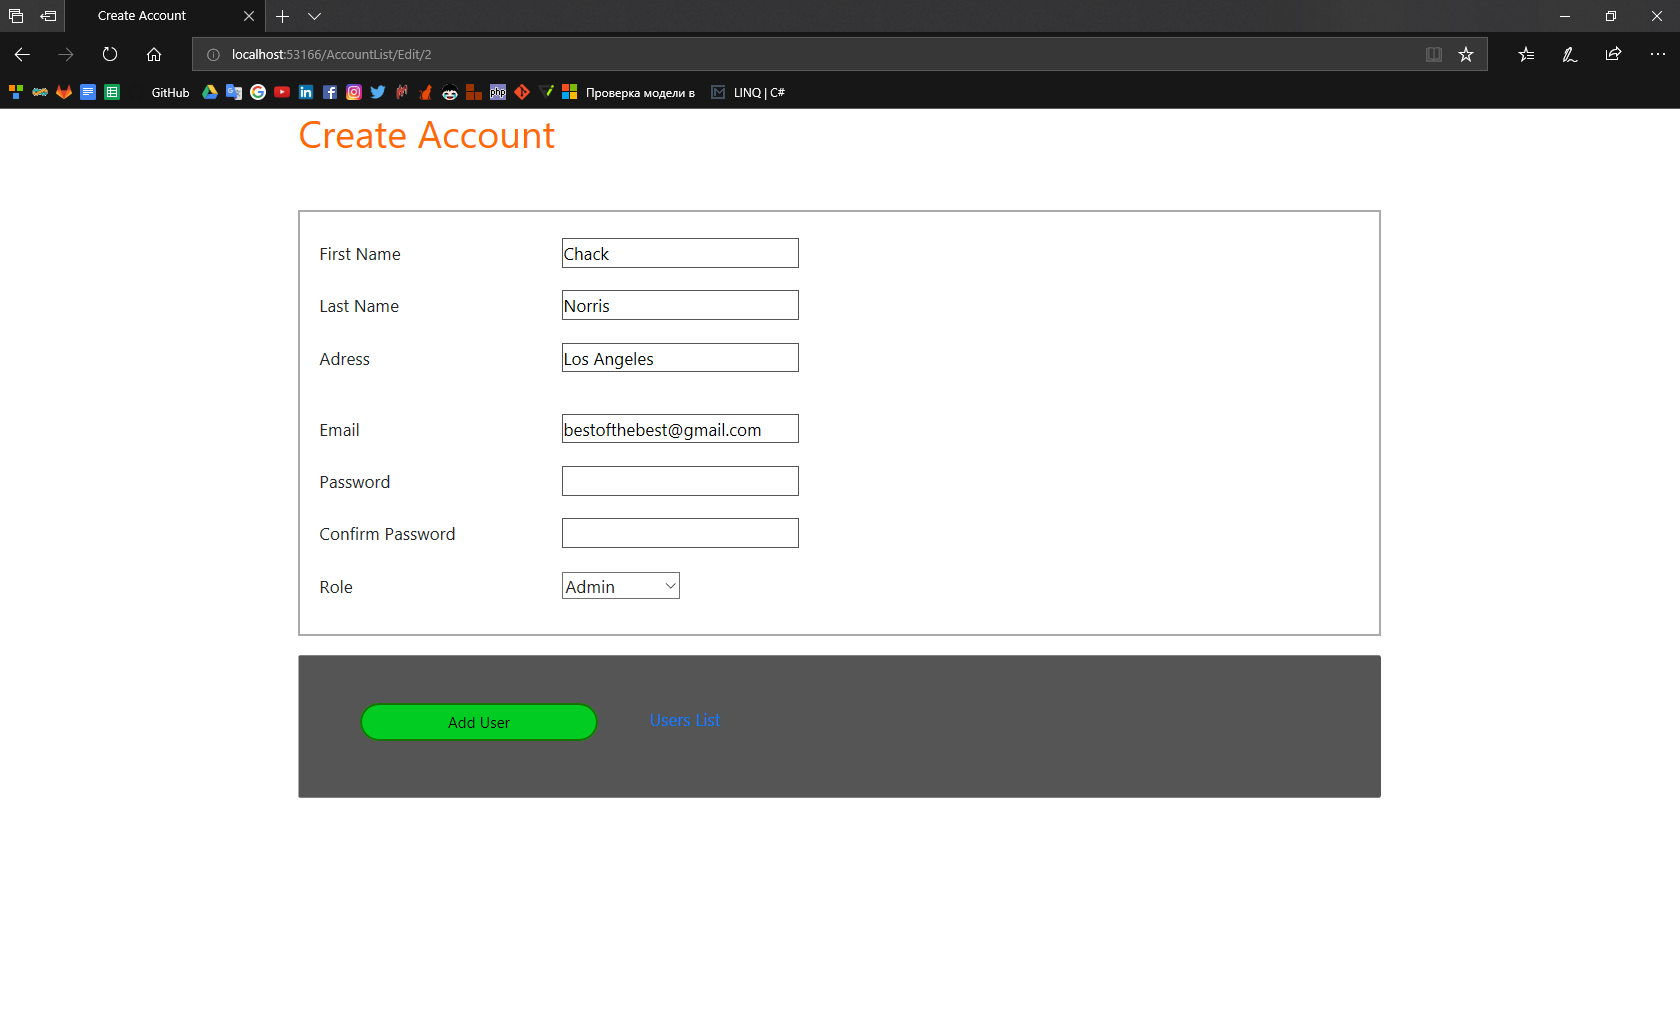 Create Account
localhost:53166/AccountList/Edit/2
GitHub
php
Проверка модели в
LINQ | C#
Create Account
First Name
Chack
Last Name
Norris
Adress
Los Angeles
Email
bestofthebest@gmail.com
Password
Confirm Password
Role
Admin
Add User
Users List